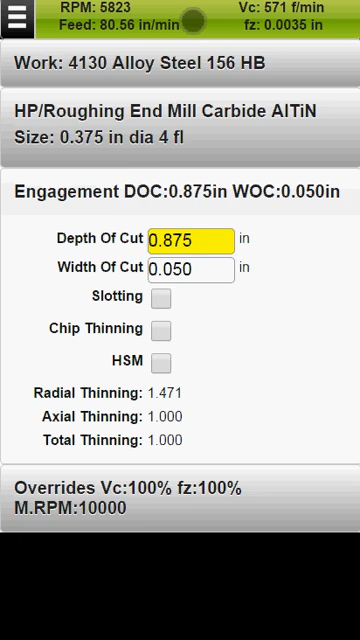 RPM: 5823 Vc: 571 f/min
Feed: 80.56 in/min fz: 0.0035 in
Work: 4130 Alloy Steel 156 HB
HP/Roughing End Mill Carbide AlTiN
Size: 0.375 in dia 4 fl
Engagement DOC:0.875in WOC:0.050in
Depth Of Cut 0.875 in
Width Of Cut 0.050 in
Slotting
Chip Thinning
HSM
Radial Thinning: 1.471
Axial Thinning: 1.000
Total Thinning: 1.000
Overrides Vc:100% fz:100%
M.RPM:10000